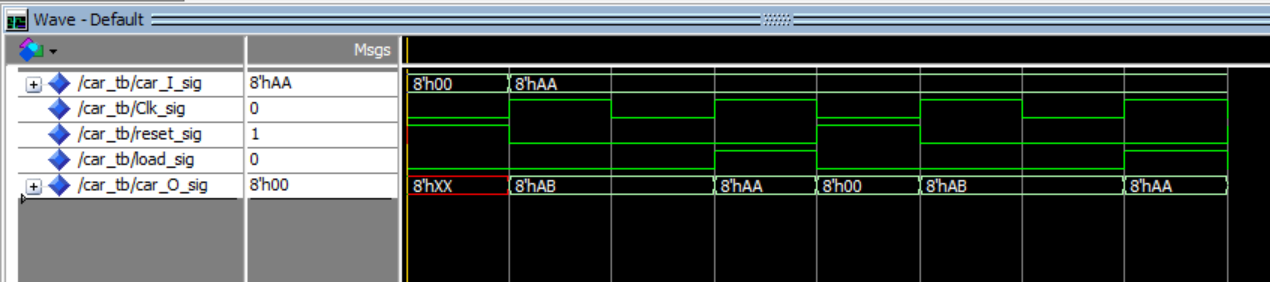 Wave - Default
Msgs
/car_tb/car_I_sig 8'hAA 8'h00 8'hAA
/car_tb/Clk_sig 0
/car_tb/reset_sig 1
/car_tb/load_sig 0
/car_tb/car_O_sig 8'h00 8'hXX 8'hAB 8'hAA 8'h00 8'hAB 8'hAA